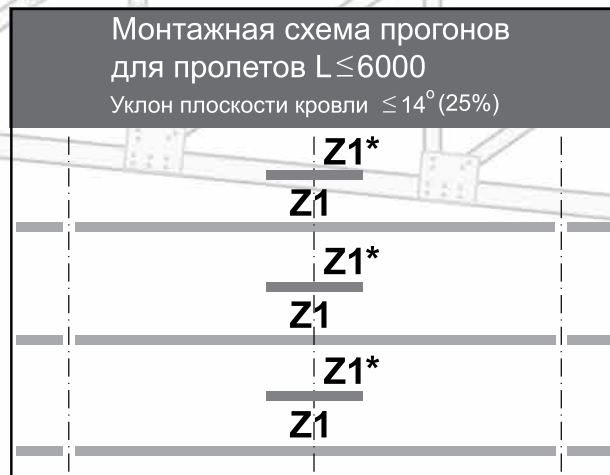 Монтажная схема прогонов
для пролетов L≤6000
Уклон плоскости кровли ≤14° (25%)
Z1*
Z1
Z1*
Z1
Z1*
Z1